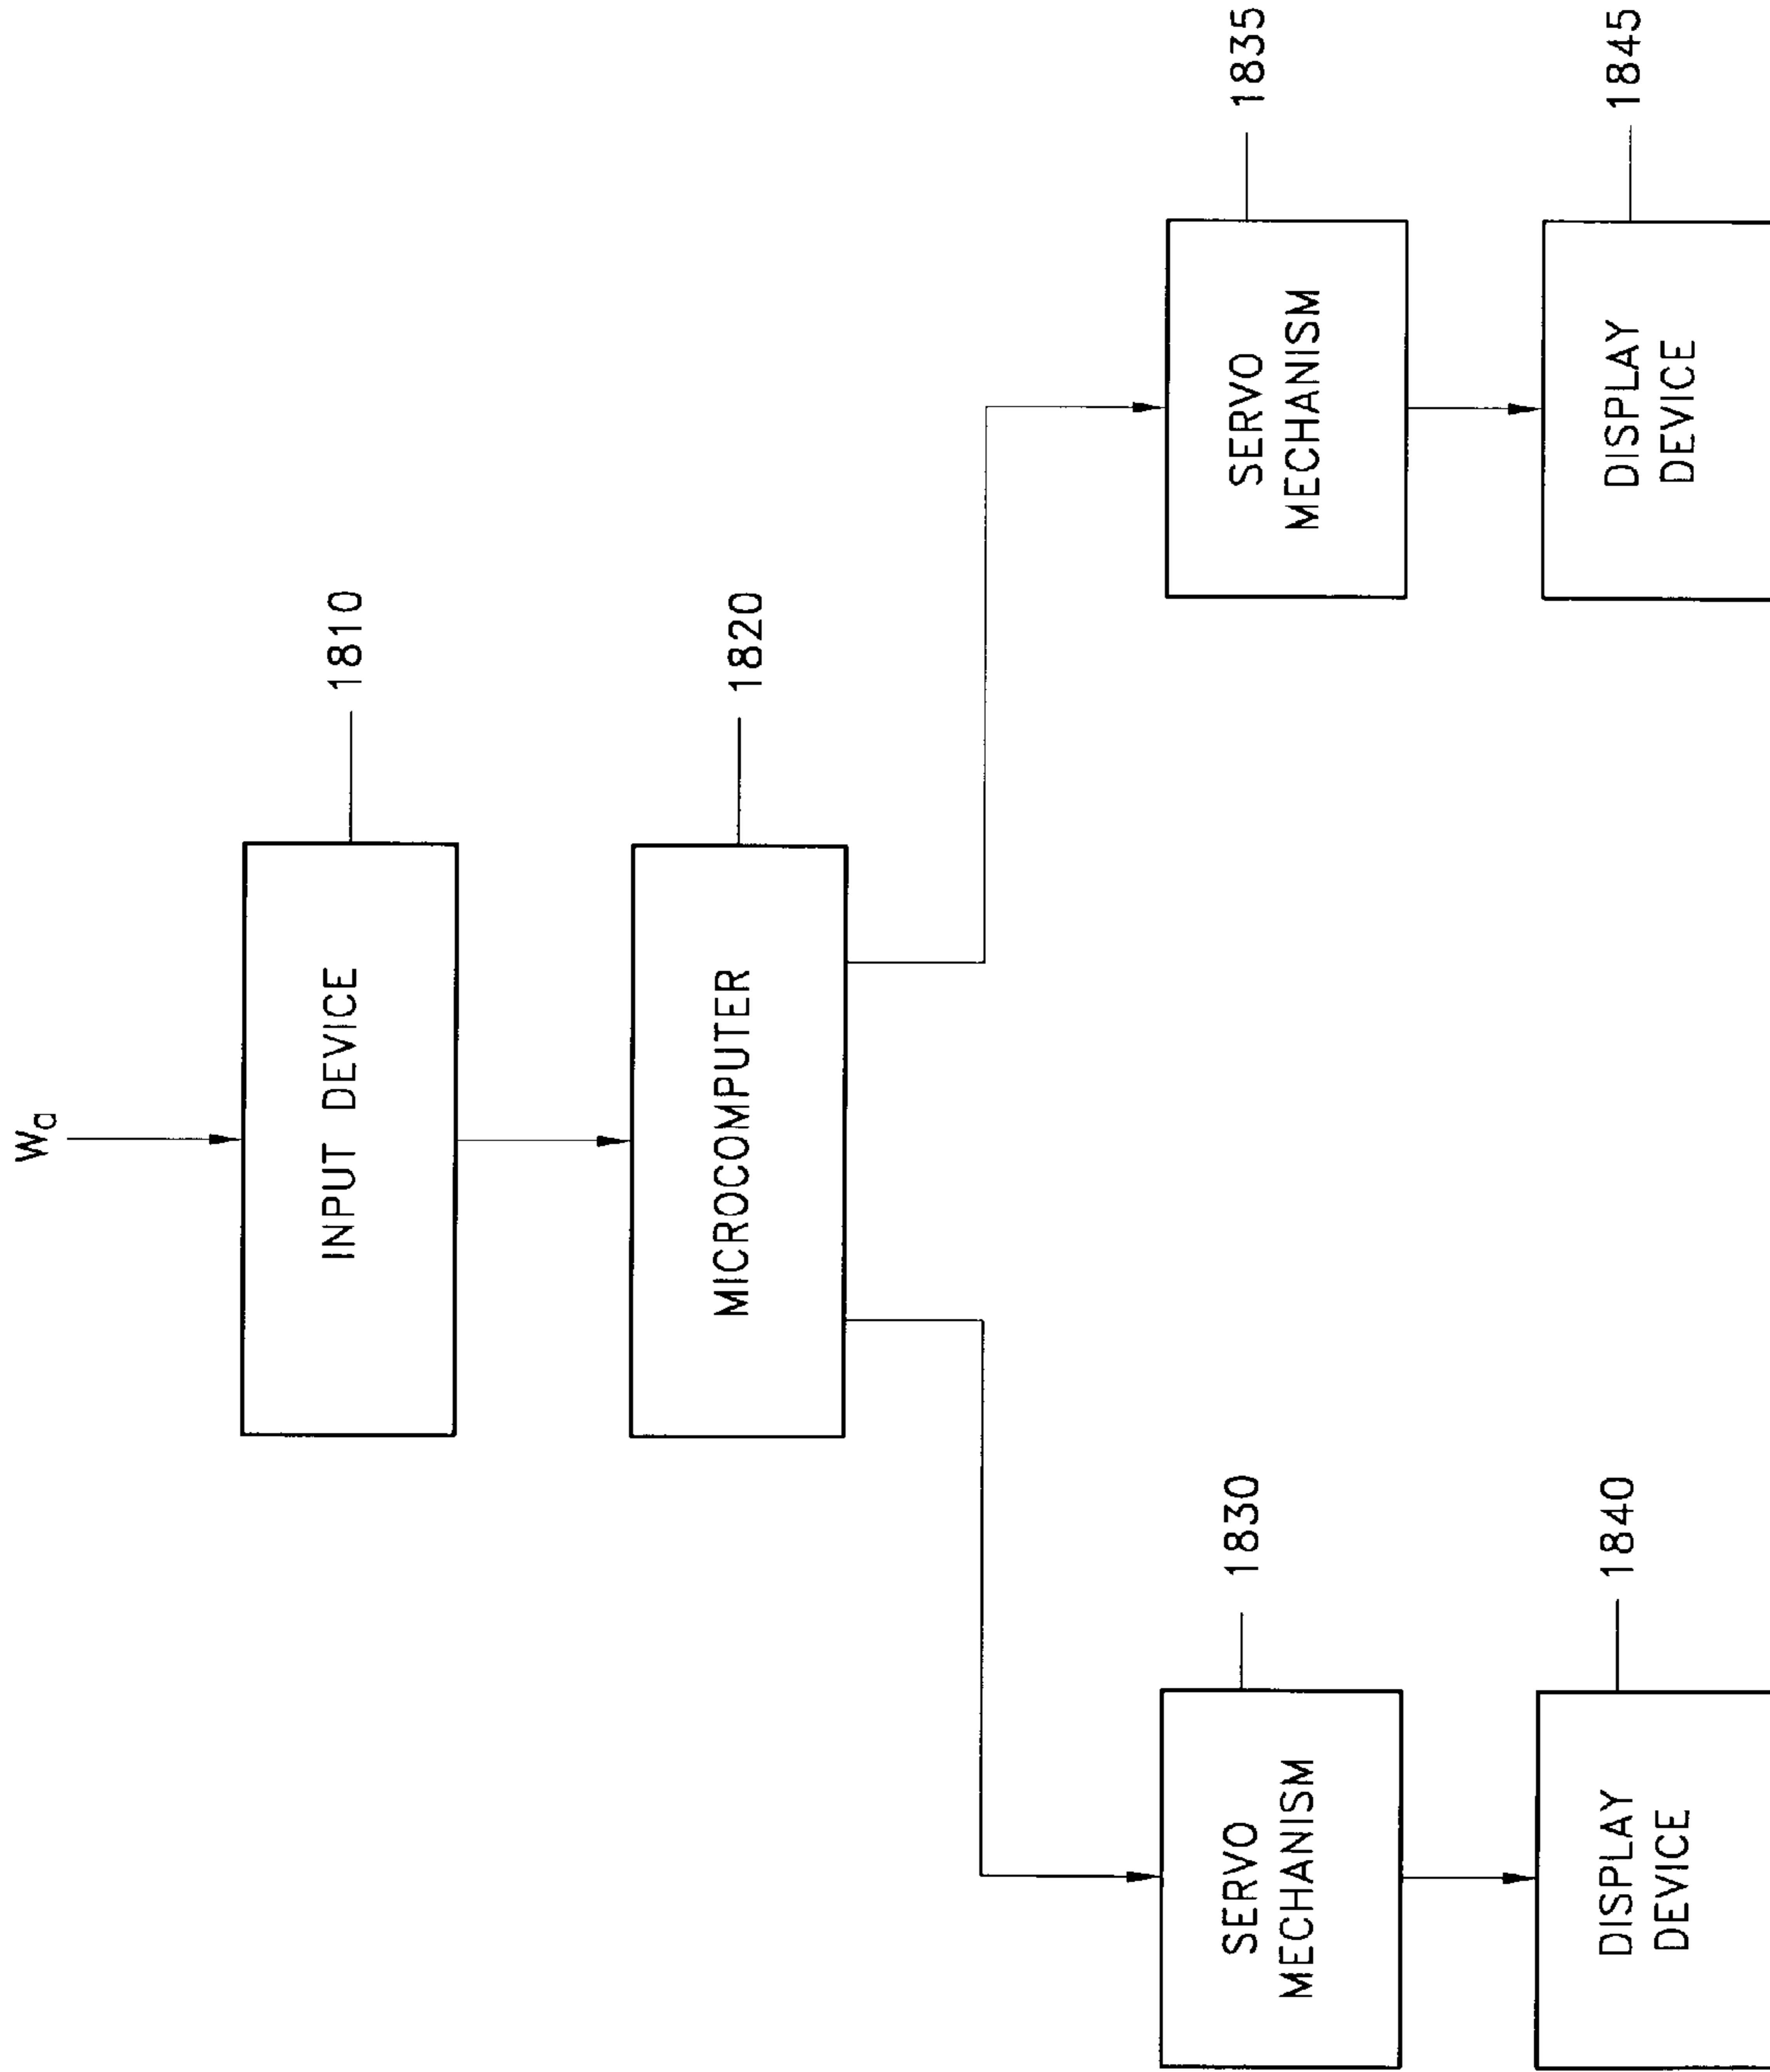 Wa
INPUT DEVICE
1810
MICROCOMPUTER
1820
SERVO
MECHANISM
1830
SERVO
MECHANISM
1835
DISPLAY
DEVICE
1840
DISPLAY
DEVICE
1845